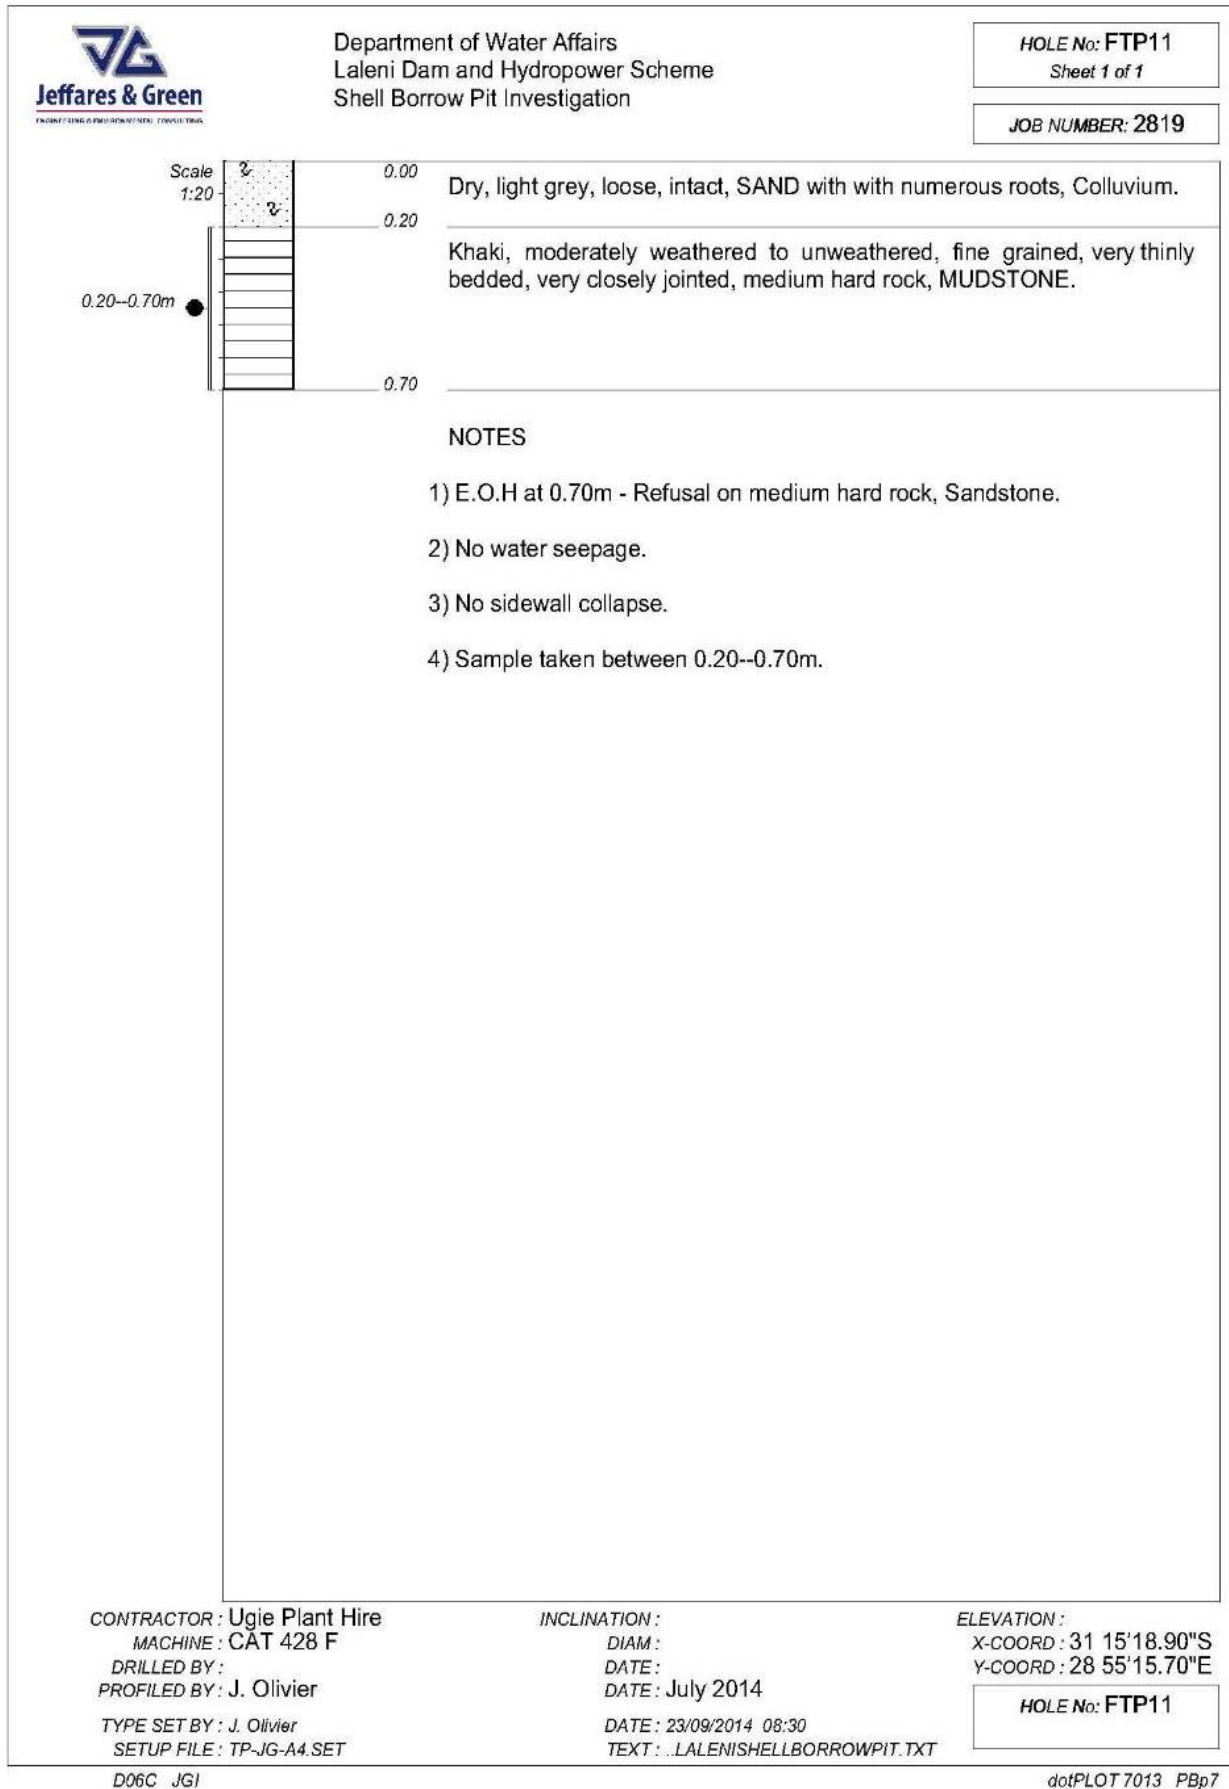 Jeffares & Green
ENGINEERING & ENVIRONMENTAL CONSULTING
Department of Water Affairs
Laleni Dam and Hydropower Scheme
Shell Borrow Pit Investigation
HOLE No: FTP11
Sheet 1 of 1
JOB NUMBER: 2819
Scale
1:20
0.00
Dry, light grey, loose, intact, SAND with with numerous roots, Colluvium.
0.20
Khaki, moderately weathered to unweathered, fine grained, very thinly
bedded, very closely jointed, medium hard rock, MUDSTONE.
0.20--0.70m
0.70
NOTES
1) E.O.H at 0.70m - Refusal on medium hard rock, Sandstone.
2) No water seepage.
3) No sidewall collapse.
4) Sample taken between 0.20--0.70m.
CONTRACTOR : Ugie Plant Hire
MACHINE : CAT 428 F
DRILLED BY :
PROFILED BY : J. Olivier
TYPE SET BY : J. Olivier
SETUP FILE : TP-JG-A4.SET
INCLINATION :
DIAM :
DATE :
DATE : July 2014
DATE : 23/09/2014 08:30
TEXT : ..LALENISHELLBORROWPIT.TXT
ELEVATION :
X-COORD : 31 15'18.90"S
Y-COORD : 28 55'15.70"E
HOLE No: FTP11
D06C JGI
dotPLOT 7013 PBp7